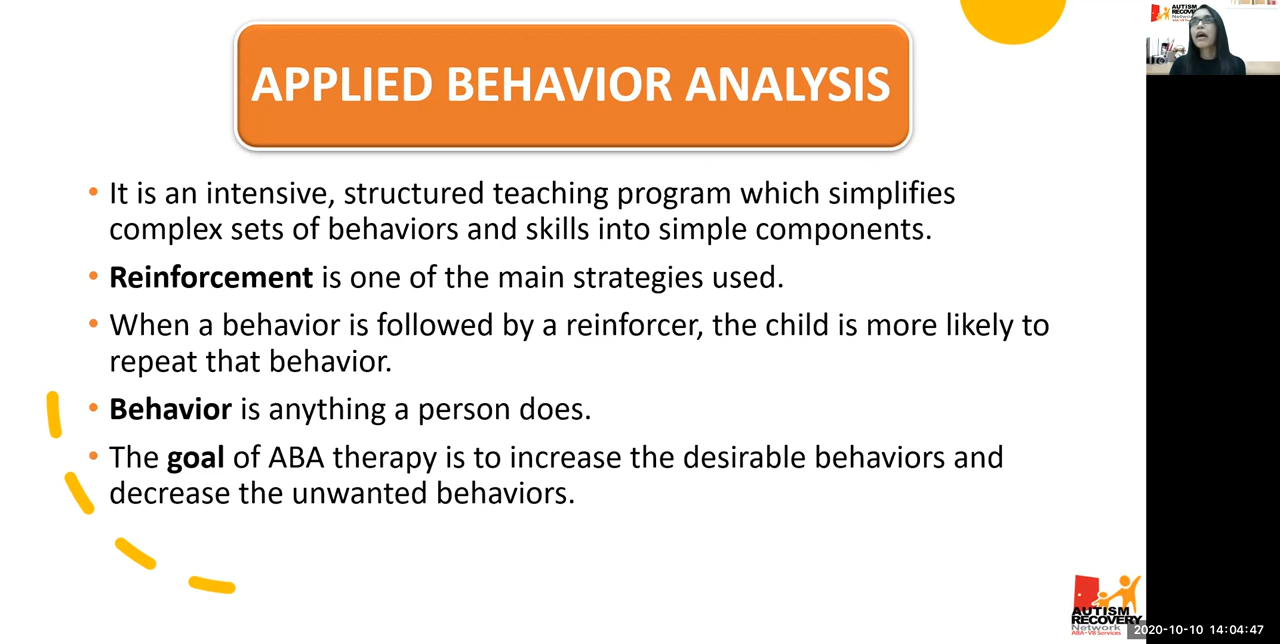 APPLIED BEHAVIOR ANALYSIS
• It is an intensive, structured teaching program which simplifies
complex sets of behaviors and skills into simple components.
• Reinforcement is one of the main strategies used.
• When a behavior is followed by a reinforcer, the child is more likely to
repeat that behavior.
• Behavior is anything a person does.
• The goal of ABA therapy is to increase the desirable behaviors and
decrease the unwanted behaviors.
AUTISM
RECOVERY
Network
AUTISM
RECOVERY
Network
ABA-VB Services
2020-10-10 14:04:47